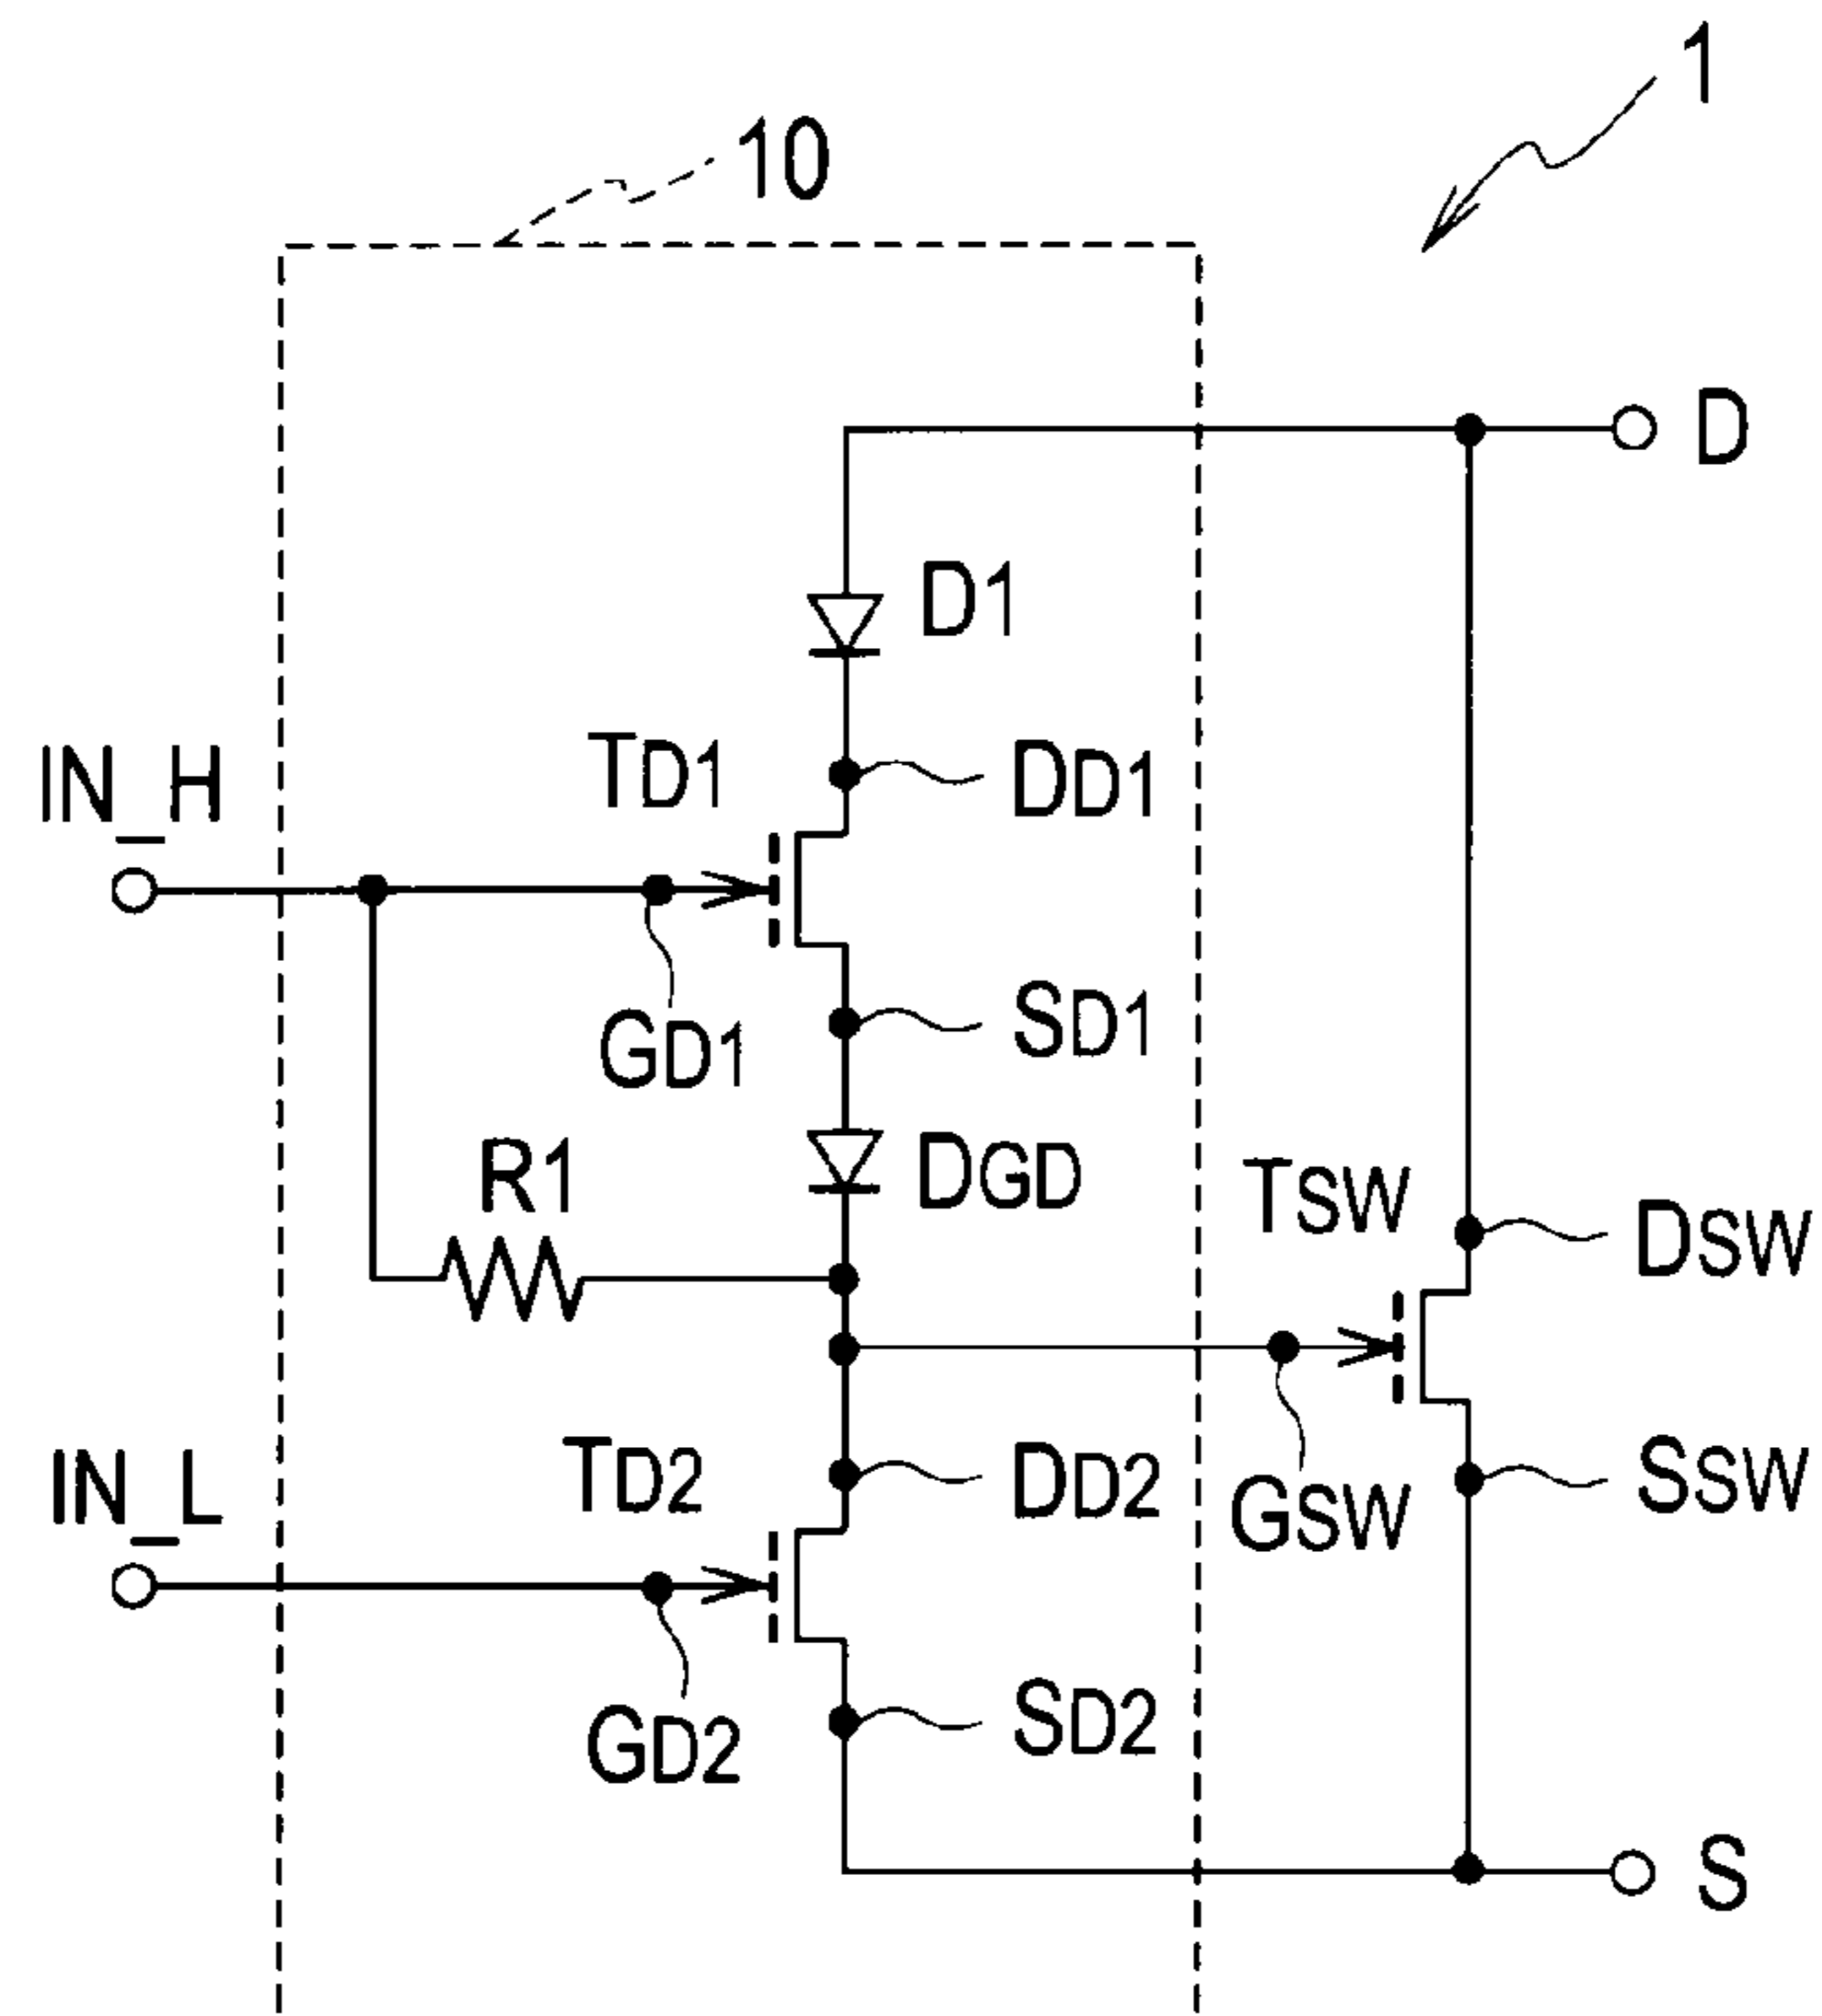 1
10
D
D1
TD1
DD1
IN_H
SD1
GD1
R1
DGD
TSW
DSW
IN_L
TD2
DD2
GSW
SSW
GD2
SD2
S